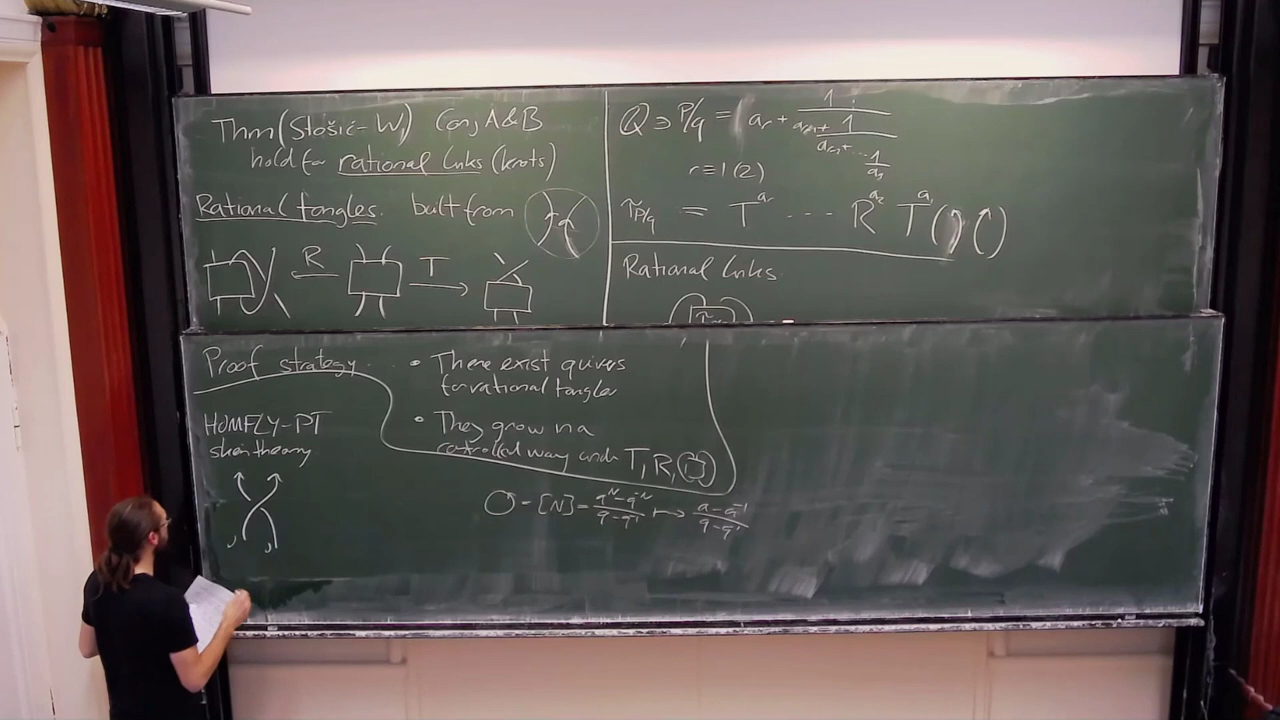 Thm (Stošić-W.) Conj A&B
hold for rational links (knots)
Rational tangles. built from
R T
Q ∋ P/q = a_r + 1/(a_{r-1} + 1/(a_{r-2} + ... 1/a_1))
r ≡ 1 (2)
τ_{P/q} = T^{a_r} ... R^{a_2} T^{a_1}
Rational links
Proof strategy.
• There exist quivers
for rational tangles
• They grow in a
controlled way under T, R,
HOMFLY-PT
skein theory
= [N] = (q^N - q^{-N})/(q - q^{-1}) ↦ (a - a^{-1})/(q - q^{-1})